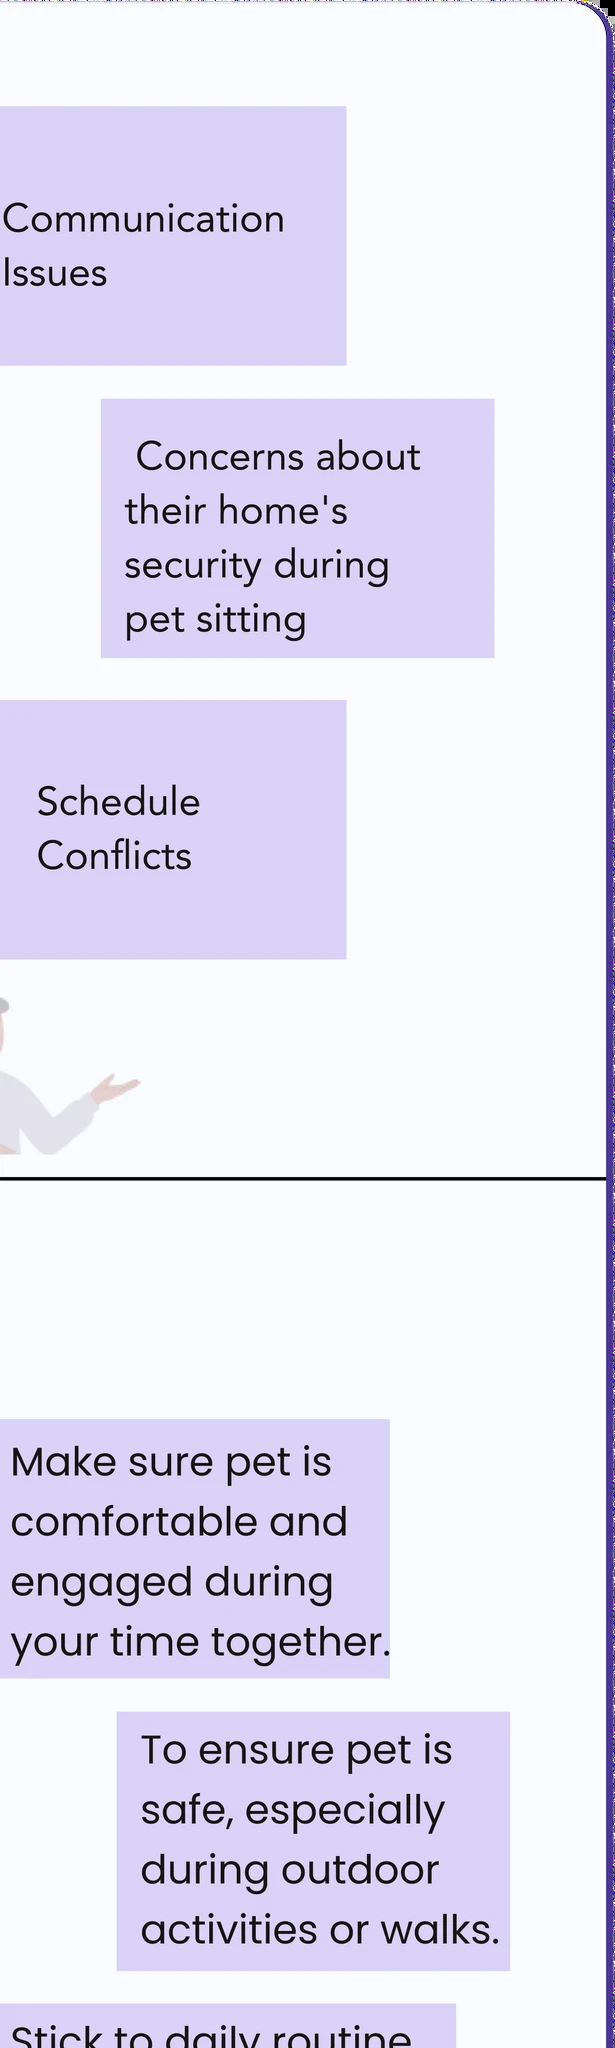 Communication
Issues
Concerns about
their home's
security during
pet sitting
Schedule
Conflicts
Make sure pet is
comfortable and
engaged during
your time together.
To ensure pet is
safe, especially
during outdoor
activities or walks.
Stick to daily routine